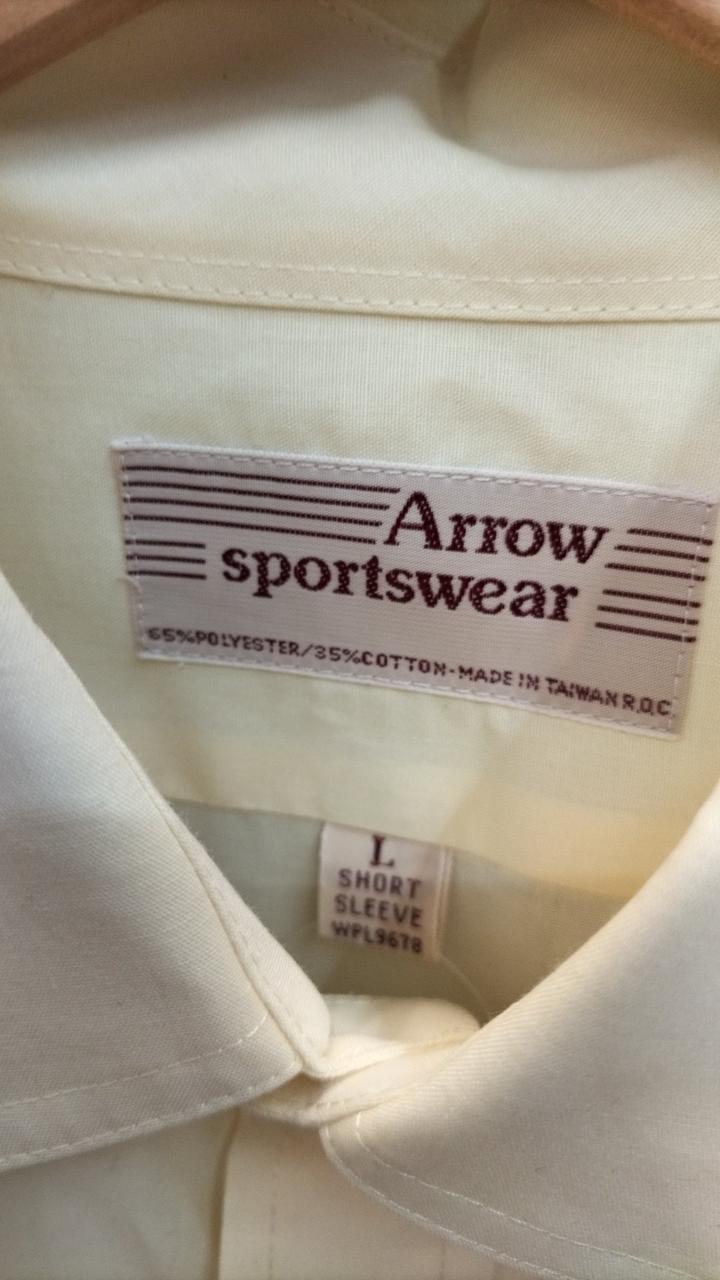 Arrow
sportswear
65%POLYESTER/35%COTTON-MADE IN TAIWAN R.O.C
L
SHORT
SLEEVE
WPL9678